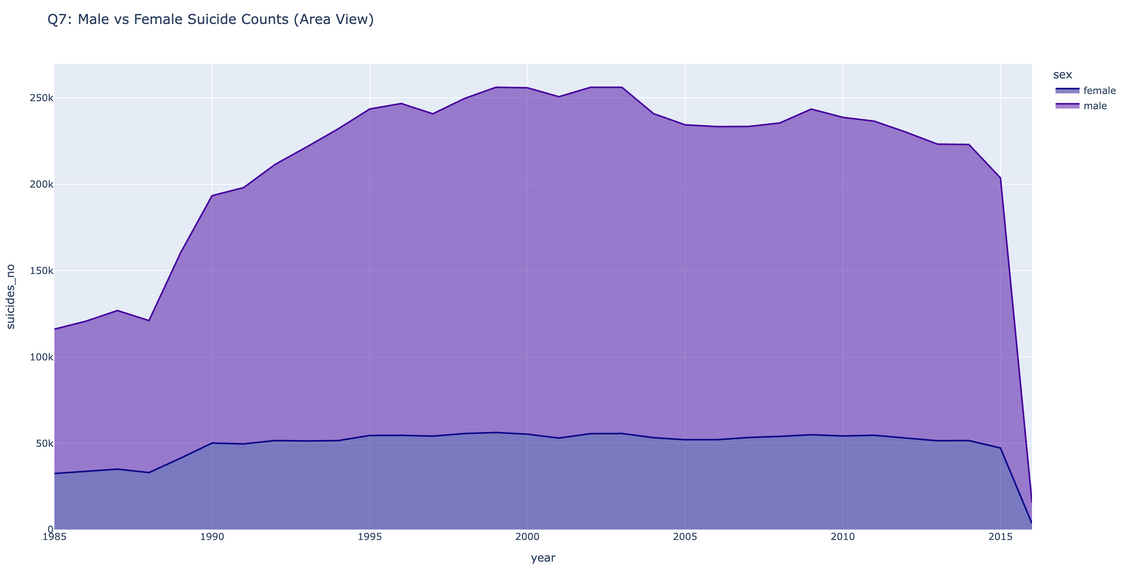 Q7: Male vs Female Suicide Counts (Area View)
sex
female
male
250k
200k
150k
100k
50k
0
suicides_no
1985 1990 1995 2000 2005 2010 2015
year